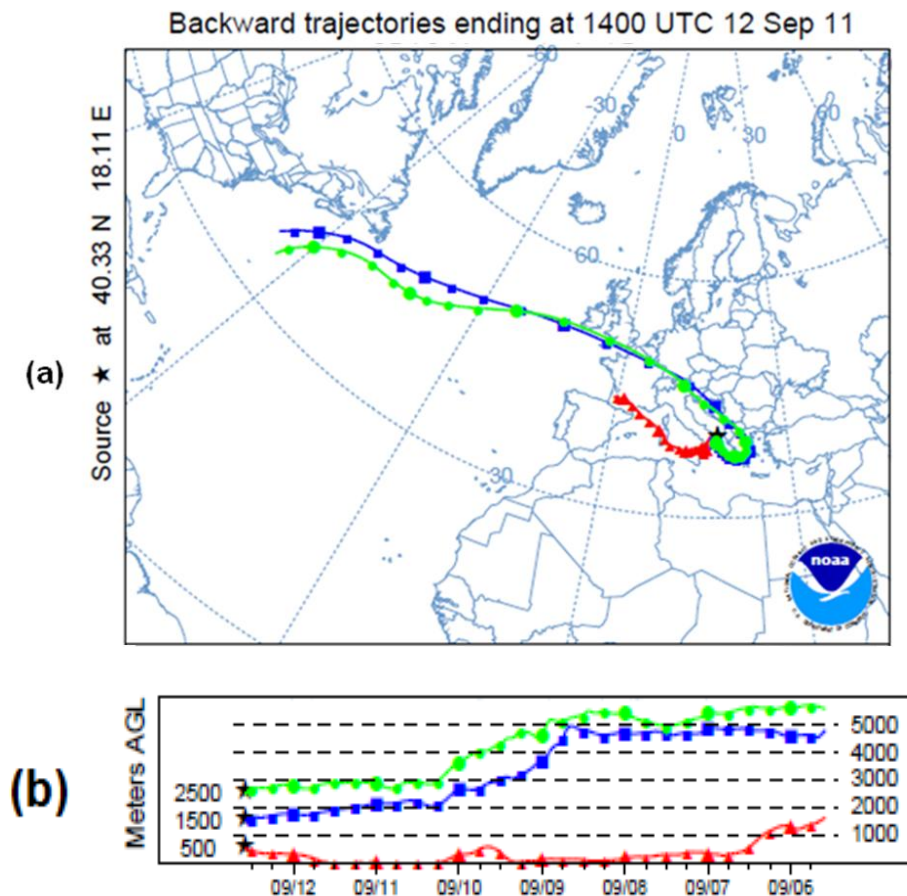 Backward trajectories ending at 1400 UTC 12 Sep 11
(a)
Source ★ at 40.33 N 18.11 E
-60
-30
0
30
60
60
30
noaa
(b)
Meters AGL
2500
1500
500
5000
4000
3000
2000
1000
09/12 09/11 09/10 09/09 09/08 09/07 09/06